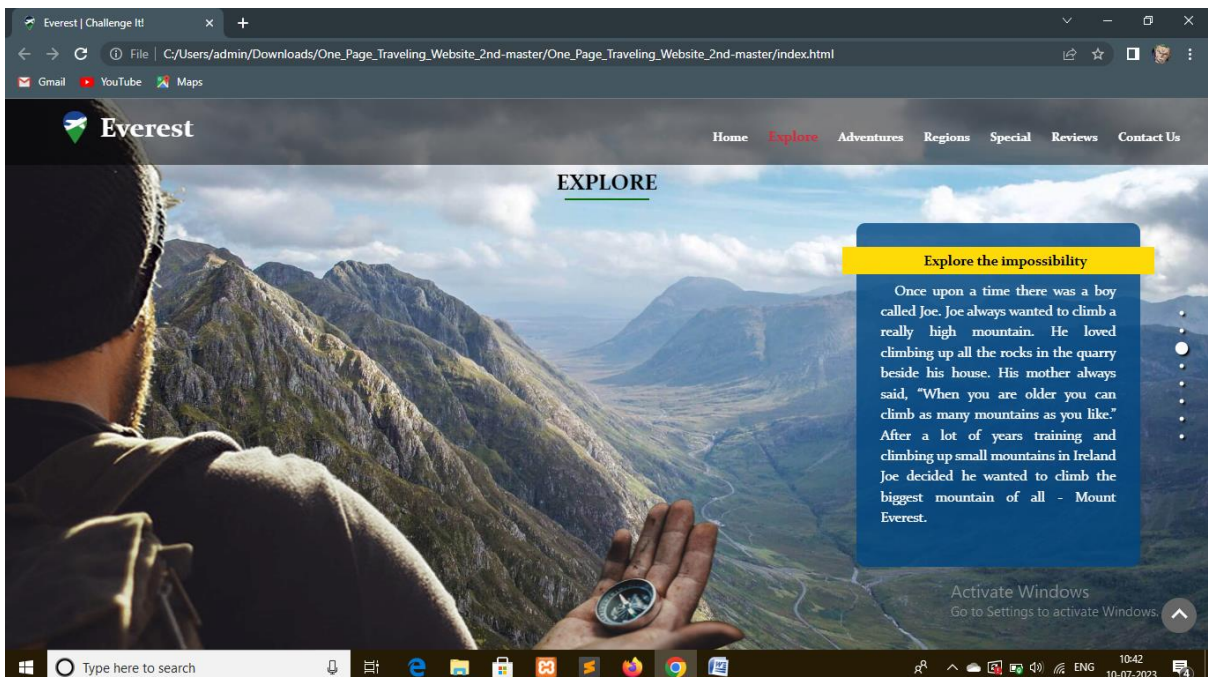 Everest | Challenge It!
File | C:/Users/admin/Downloads/One_Page_Traveling_Website_2nd-master/One_Page_Traveling_Website_2nd-master/index.html
Gmail YouTube Maps
Everest
Home Explore Adventures Regions Special Reviews Contact Us
EXPLORE
Explore the impossibility
Once upon a time there was a boy
called Joe. Joe always wanted to climb a
really high mountain. He loved
climbing up all the rocks in the quarry
beside his house. His mother always
said, “When you are older you can
climb as many mountains as you like.”
After a lot of years training and
climbing up small mountains in Ireland
Joe decided he wanted to climb the
biggest mountain of all - Mount
Everest.
Activate Windows
Go to Settings to activate Windows.
Type here to search
ENG
10:42
10-07-2023
4